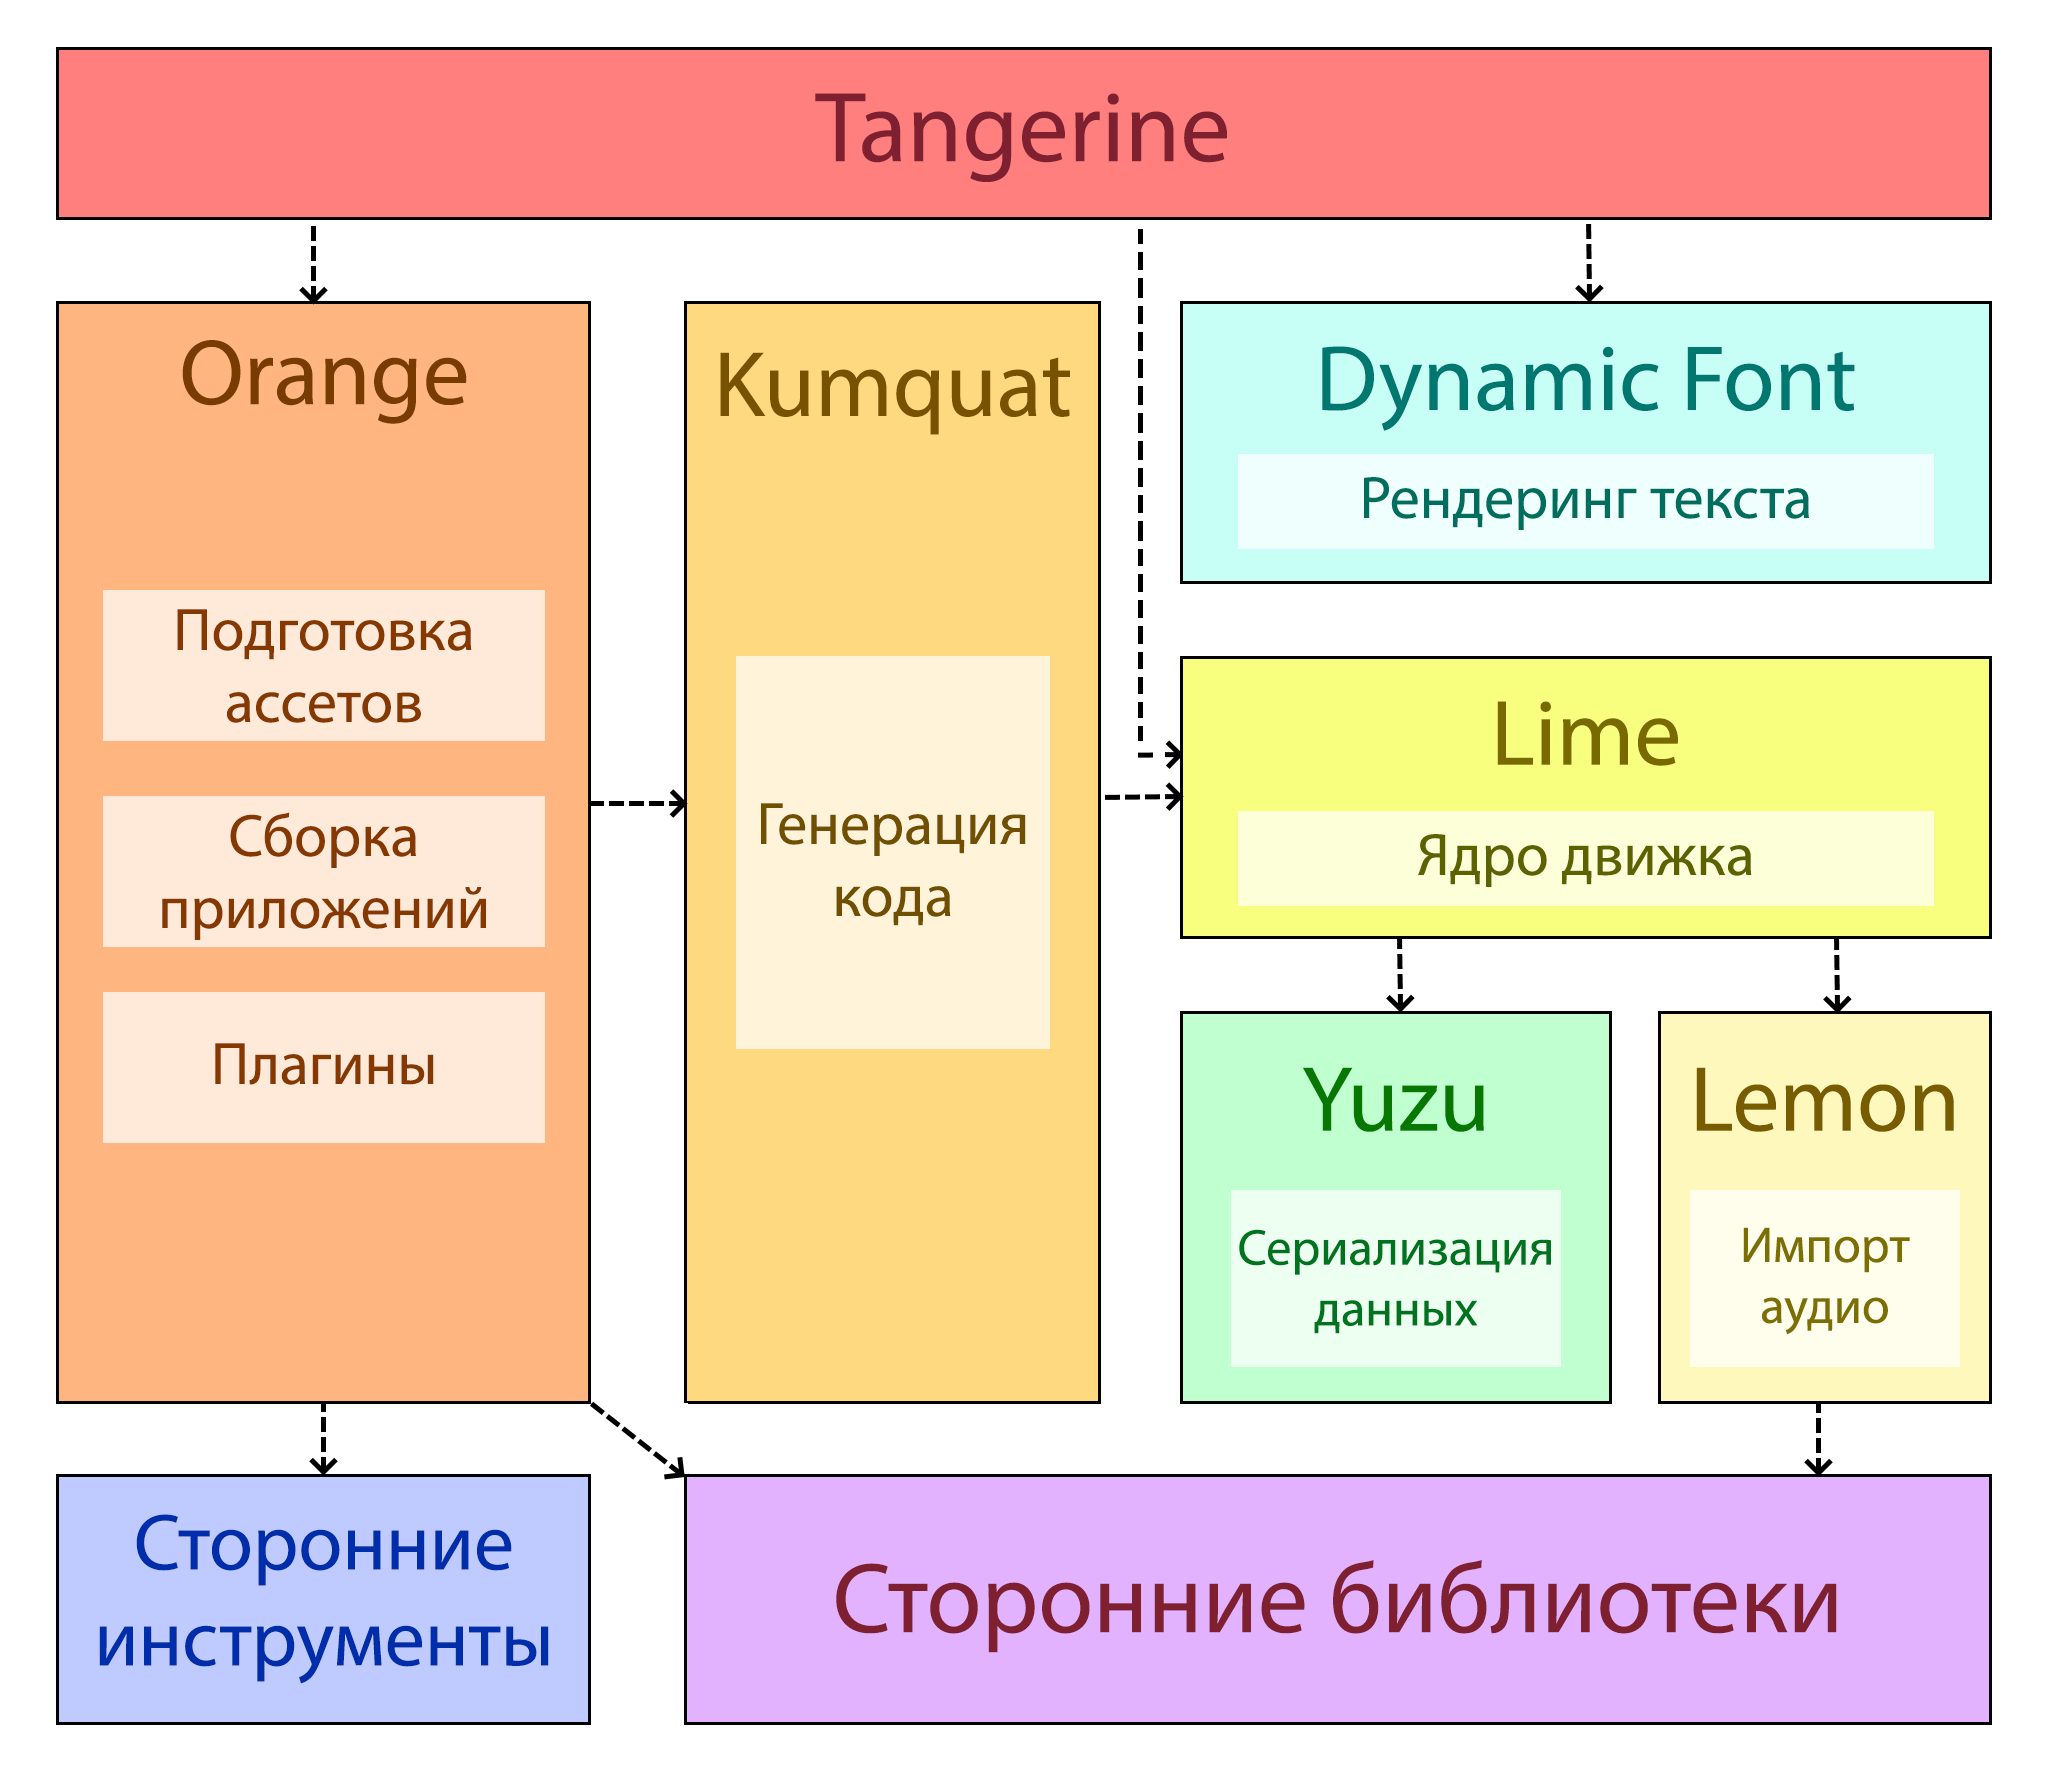 Tangerine
Orange
Подготовка
ассетов
Сборка
приложений
Плагины
Kumquat
Генерация
кода
Dynamic Font
Рендеринг текста
Lime
Ядро движка
Yuzu
Сериализация
данных
Lemon
Импорт
аудио
Сторонние
инструменты
Сторонние библиотеки